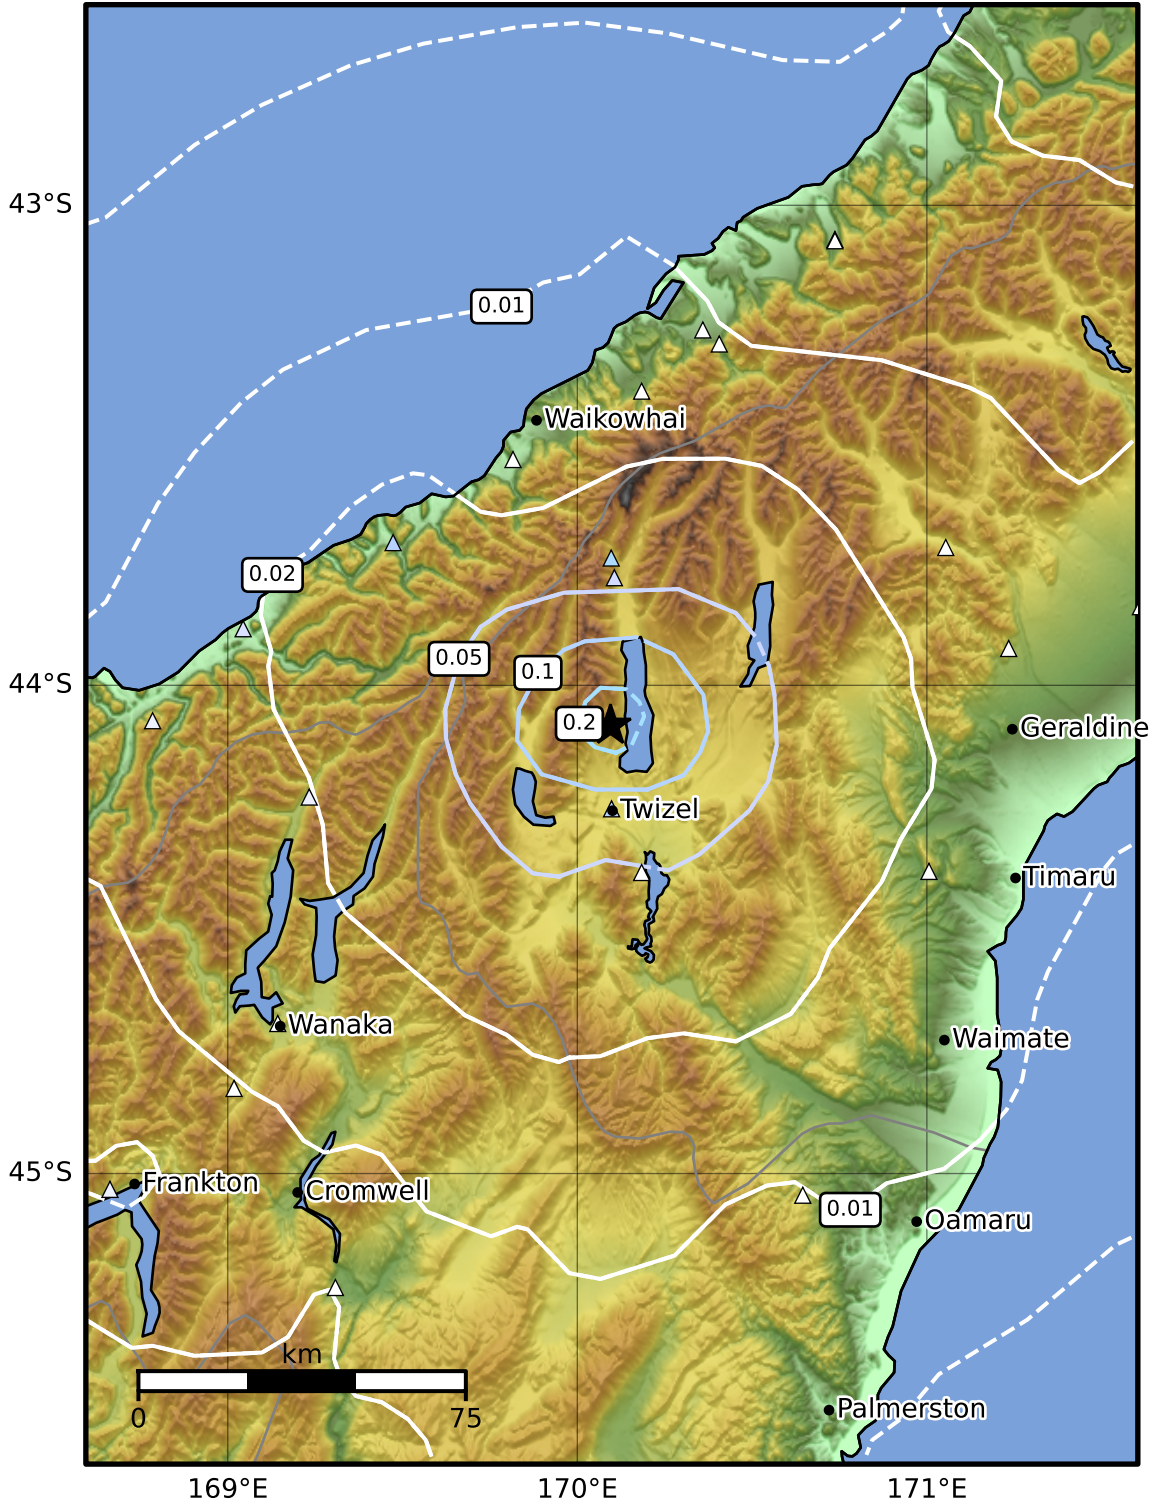 43°S
0.01
Waikowhai
0.02
0.05
0.1
44°S
0.2
Geraldine
Twizel
Timaru
Wanaka
Waimate
45°S
Frankton
Cromwell
0.01
Oamaru
km
0
75
Palmerston
169°E
170°E
171°E